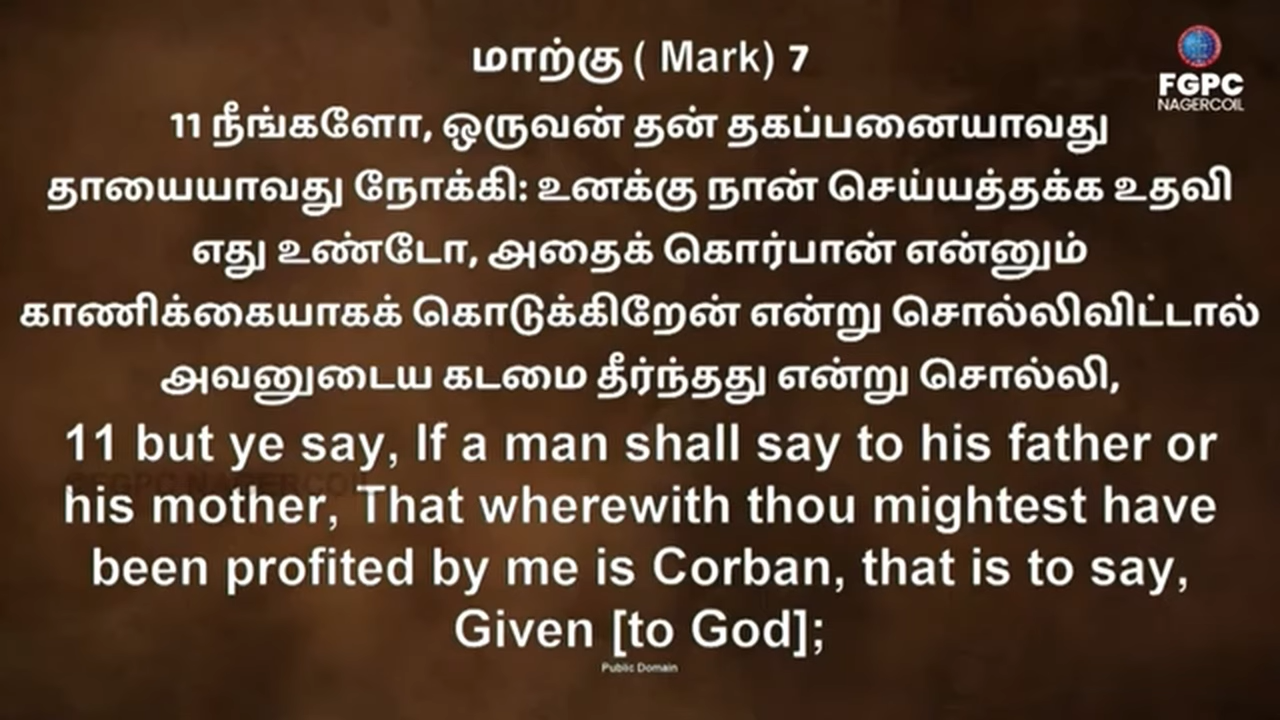 மாற்கு ( Mark) 7
FGPC
NAGERCOIL
11 நீங்களோ, ஒருவன் தன் தகப்பனையாவது
தாயையாவது நோக்கி: உனக்கு நான் செய்யத்தக்க உதவி
எது உண்டோ, அதைக் கொர்பான் என்னும்
காணிக்கையாகக் கொடுக்கிறேன் என்று சொல்லிவிட்டால்
அவனுடைய கடமை தீர்ந்தது என்று சொல்லி,
11 but ye say, If a man shall say to his father or
his mother, That wherewith thou mightest have
been profited by me is Corban, that is to say,
Given [to God];
Public Domain